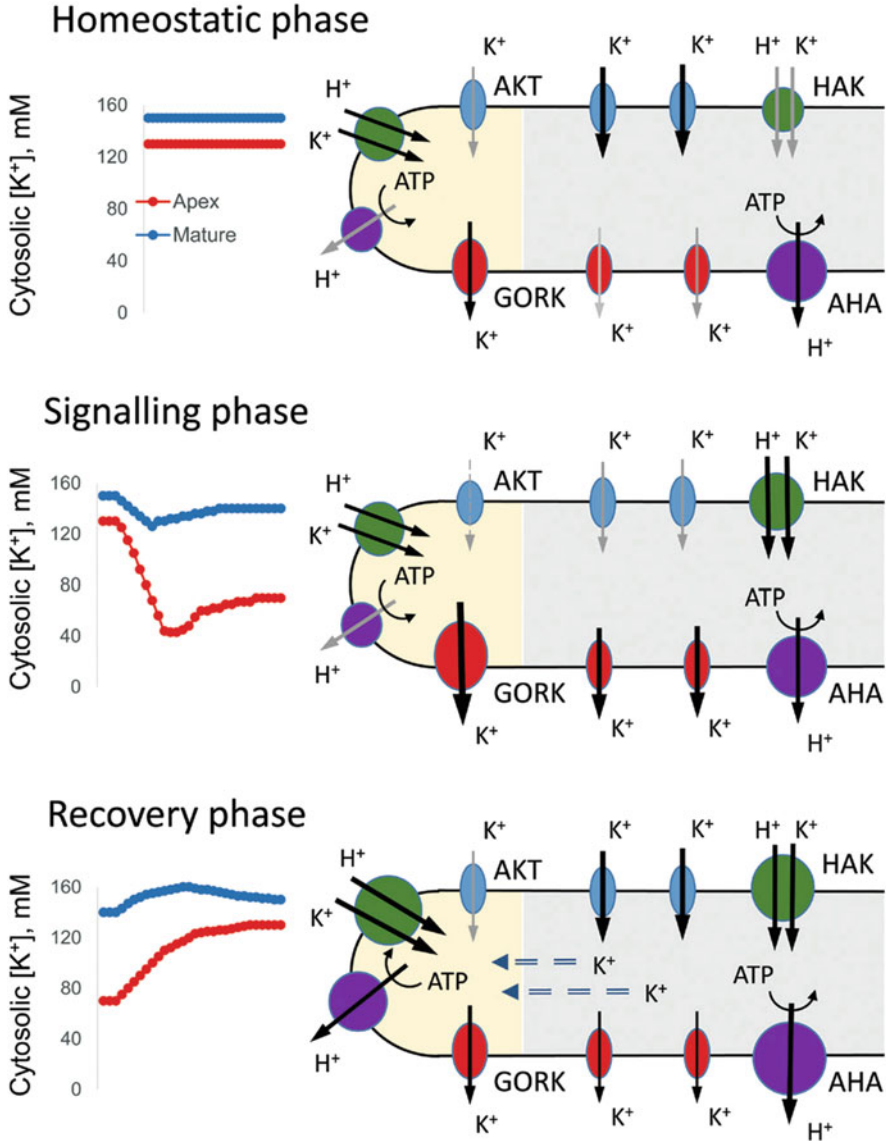 Homeostatic phase
Cytosolic [K⁺], mM
160
120
80
40
0
Apex
Mature
H⁺
K⁺
K⁺
AKT
K⁺
K⁺
H⁺
K⁺
HAK
ATP
ATP
H⁺
GORK
K⁺
K⁺
K⁺
AHA
H⁺
Signalling phase
Cytosolic [K⁺], mM
160
120
80
40
0
H⁺
K⁺
K⁺
AKT
K⁺
K⁺
H⁺
K⁺
HAK
ATP
ATP
H⁺
GORK
K⁺
K⁺
K⁺
AHA
H⁺
Recovery phase
Cytosolic [K⁺], mM
160
120
80
40
0
H⁺
K⁺
K⁺
AKT
K⁺
K⁺
H⁺
K⁺
HAK
K⁺
K⁺
ATP
ATP
H⁺
GORK
K⁺
K⁺
K⁺
AHA
H⁺